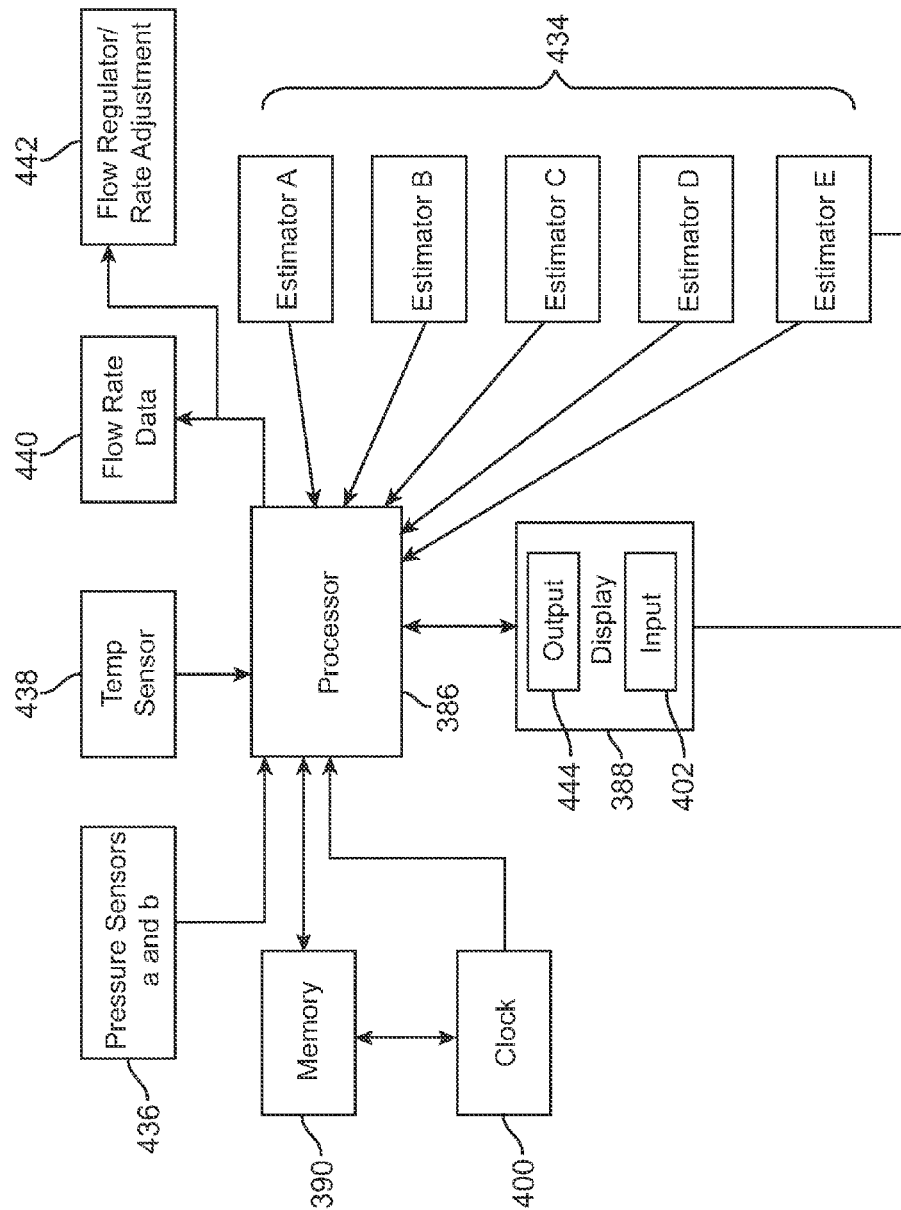 436
Pressure Sensors
a and b
438
Temp
Sensor
440
Flow Rate
Data
442
Flow Regulator/
Rate Adjustment
390
Memory
Processor
386
Estimator A
Estimator B
Estimator C
Estimator D
Estimator E
434
400
Clock
Output
Display
Input
444
388
402